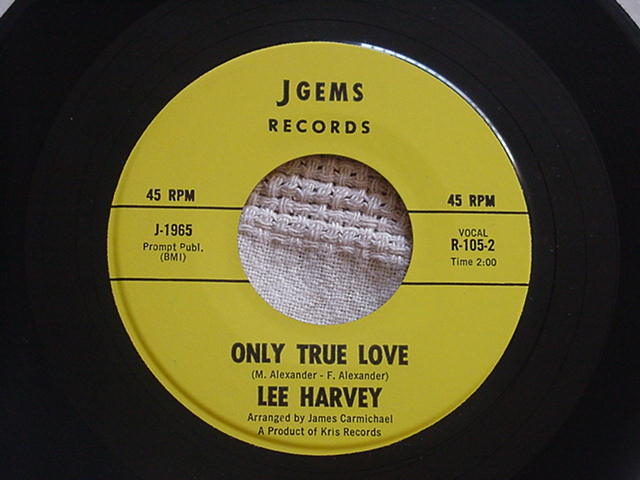 JGEMS
RECORDS
45 RPM
J-1965
Prompt Publ.
(BMI)
45 RPM
VOCAL
R-105-2
Time 2:00
ONLY TRUE LOVE
(M. Alexander - F. Alexander)
LEE HARVEY
Arranged by James Carmichael
A Product of Kris Records